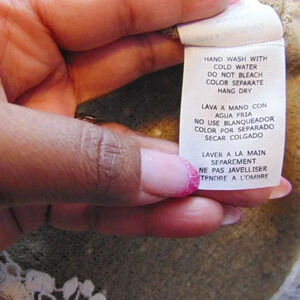 HAND WASH WITH
COLD WATER
DO NOT BLEACH
COLOR SEPARATE
HANG DRY
LAVA A MANO CON
AGUA FRIA
NO USE BLANQUEADOR
COLOR POR SEPARADO
SECAR COLGADO
LAVER A LA MAIN
SEPAREMENT
NE PAS JAVELLISER
ETENDRE A L'OMBRE